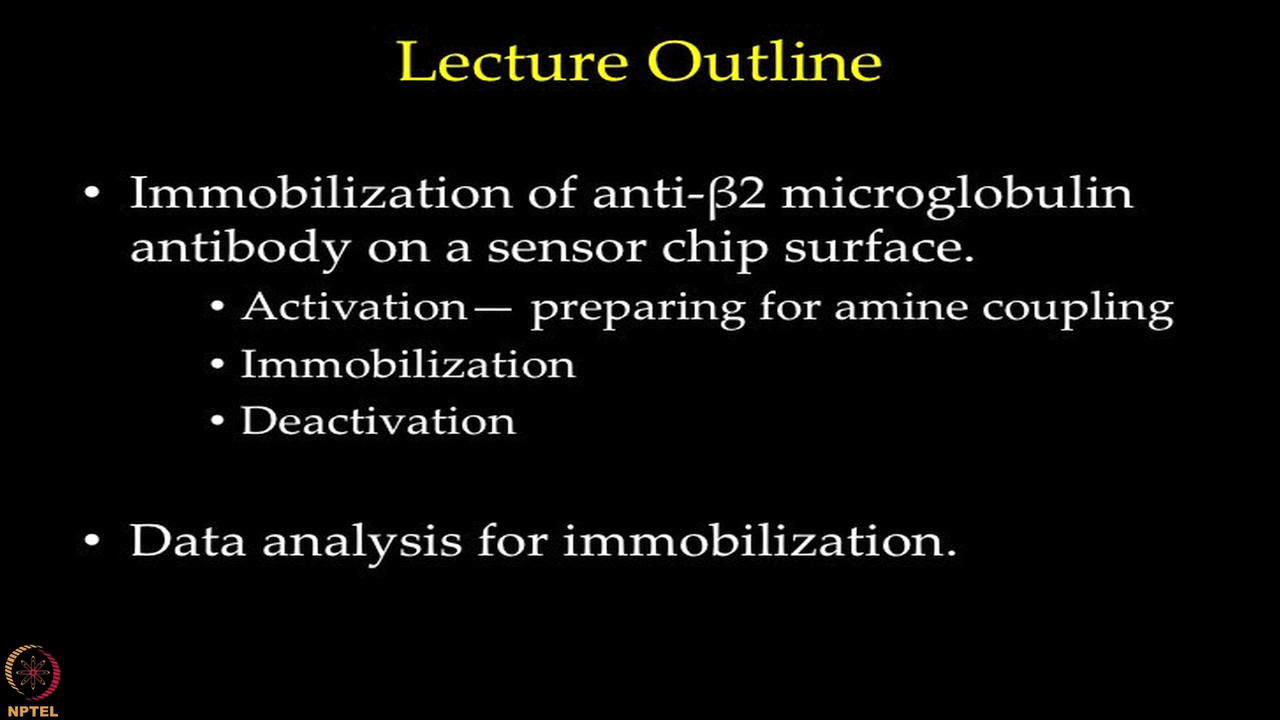 Lecture Outline
• Immobilization of anti-β2 microglobulin
antibody on a sensor chip surface.
• Activation— preparing for amine coupling
• Immobilization
• Deactivation
• Data analysis for immobilization.
NPTEL